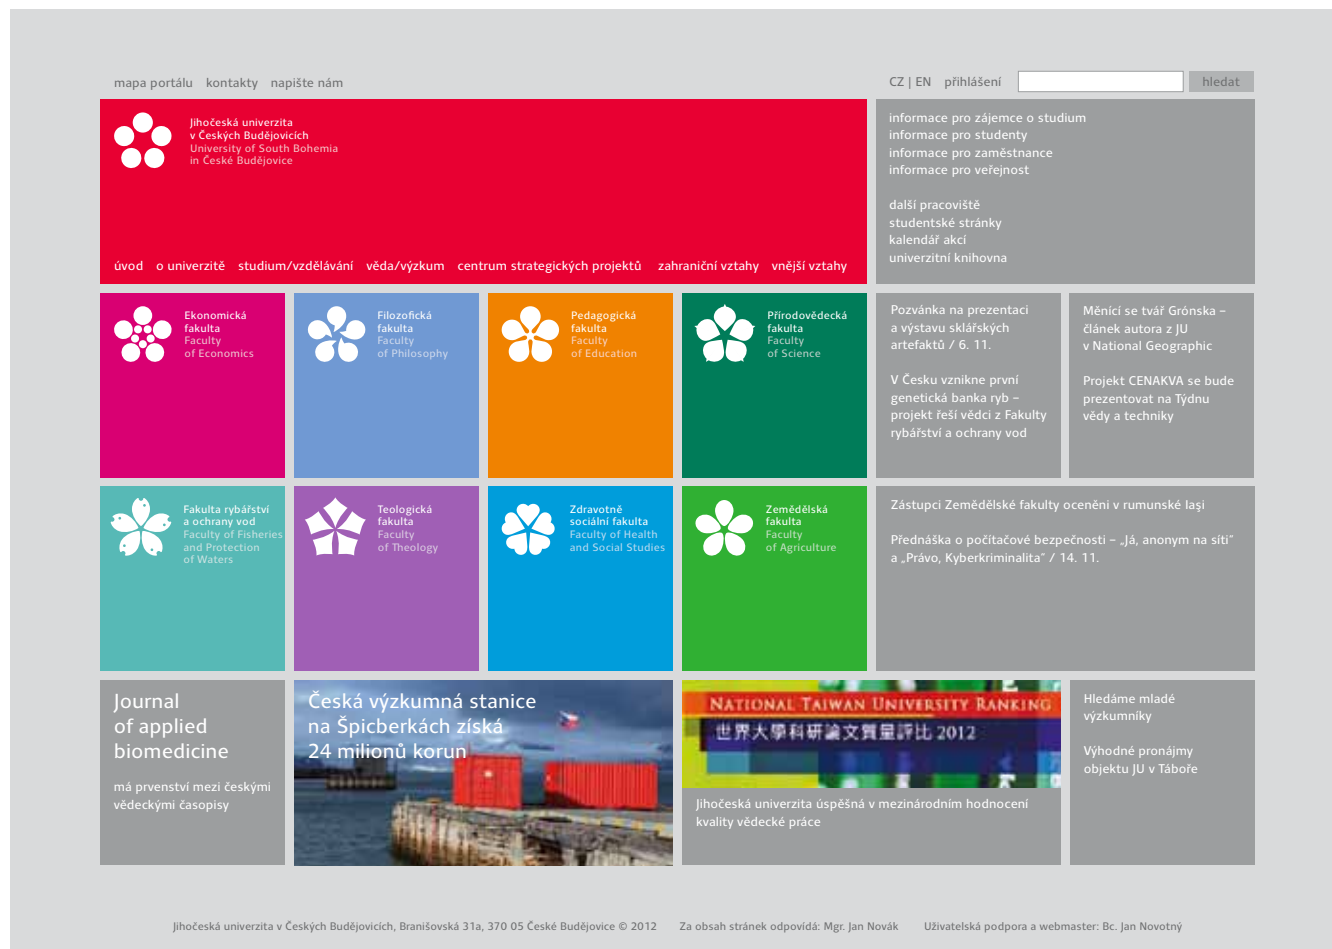 mapa portálu kontakty napište nám
CZ | EN přihlášení hledat
Jihočeská univerzita
v Českých Budějovicích
University of South Bohemia
in České Budějovice
úvod o univerzitě studium/vzdělávání věda/výzkum centrum strategických projektů zahraniční vztahy vnější vztahy
informace pro zájemce o studium
informace pro studenty
informace pro zaměstnance
informace pro veřejnost
další pracoviště
studentské stránky
kalendář akcí
univerzitní knihovna
Ekonomická
fakulta
Faculty
of Economics
Filozofická
fakulta
Faculty
of Philosophy
Pedagogická
fakulta
Faculty
of Education
Přírodovědecká
fakulta
Faculty
of Science
Pozvánka na prezentaci
a výstavu sklářských
artefaktů / 6. 11.
V Česku vznikne první
genetická banka ryb –
projekt řeší vědci z Fakulty
rybářství a ochrany vod
Měnící se tvář Grónska –
článek autora z JU
v National Geographic
Projekt CENAKVA se bude
prezentovat na Týdnu
vědy a techniky
Fakulta rybářství
a ochrany vod
Faculty of Fisheries
and Protection
of Waters
Teologická
fakulta
Faculty
of Theology
Zdravotně
sociální fakulta
Faculty of Health
and Social Studies
Zemědělská
fakulta
Faculty
of Agriculture
Zástupci Zemědělské fakulty oceněni v rumunské Iaşi
Přednáška o počítačové bezpečnosti – „Já, anonym na síti“
a „Právo, Kyberkriminalita“ / 14. 11.
Journal
of applied
biomedicine
má prvenství mezi českými
vědeckými časopisy
Česká výzkumná stanice
na Špicberkách získá
24 milionů korun
NATIONAL TAIWAN UNIVERSITY RANKING
世界大學科研論文質量評比 2012
Jihočeská univerzita úspěšná v mezinárodním hodnocení
kvality vědecké práce
Hledáme mladé
výzkumníky
Výhodné pronájmy
objektu JU v Táboře
Jihočeská univerzita v Českých Budějovicích, Branišovská 31a, 370 05 České Budějovice © 2012 Za obsah stránek odpovídá: Mgr. Jan Novák Uživatelská podpora a webmaster: Bc. Jan Novotný